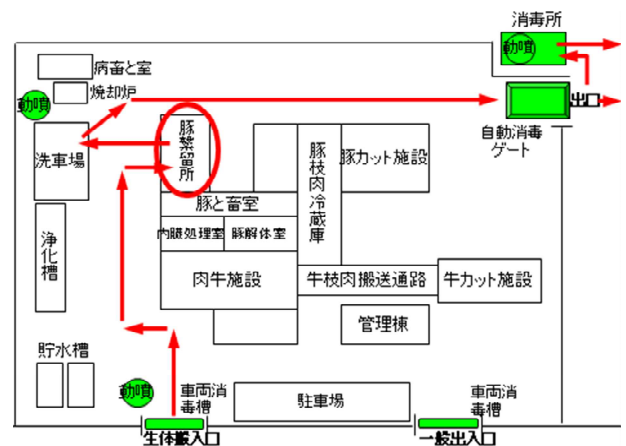 消毒所
動噴
病畜と室
焼却炉
動噴
出口
自動消毒
ゲート
洗車場
豚繋留所
豚枝肉冷蔵庫
豚カット施設
豚と畜室
内臓処理室
豚解体室
浄化槽
肉牛施設
牛枝肉搬送通路
牛カット施設
管理棟
貯水槽
動噴
車両消
毒槽
駐車場
車両消
毒槽
生体搬入口
一般出入口